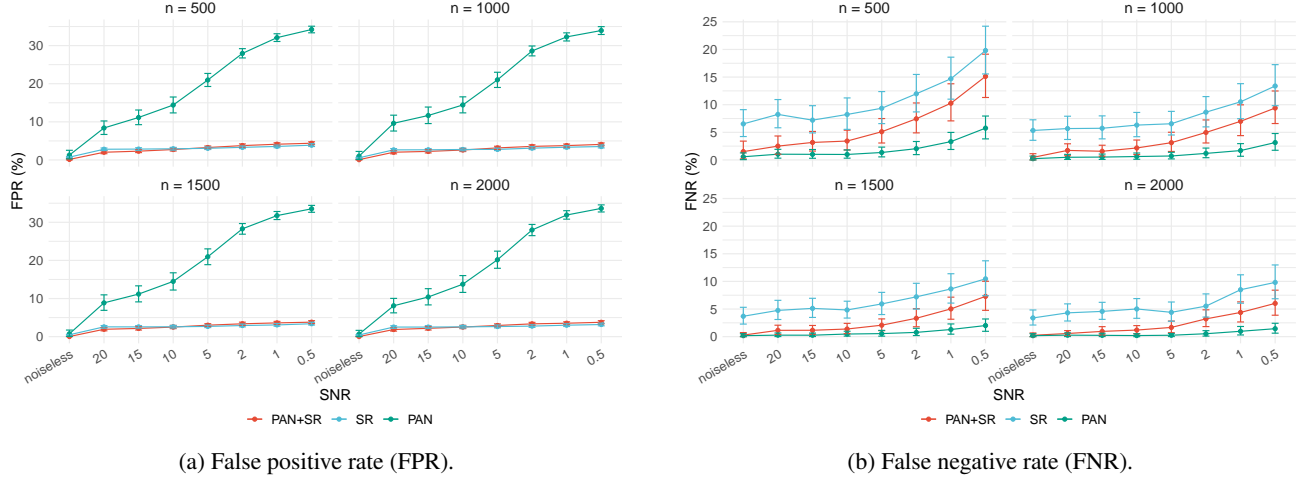 n = 500
n = 1000
30
20
10
0
n = 1500
n = 2000
30
20
10
0
FPR (%)
noiseless
20
15
10
5
2
1
0.5
noiseless
20
15
10
5
2
1
0.5
SNR
PAN+SR SR PAN
(a) False positive rate (FPR).
n = 500
n = 1000
25
20
15
10
5
0
n = 1500
n = 2000
25
20
15
10
5
0
FNR (%)
noiseless
20
15
10
5
2
1
0.5
noiseless
20
15
10
5
2
1
0.5
SNR
PAN+SR SR PAN
(b) False negative rate (FNR).